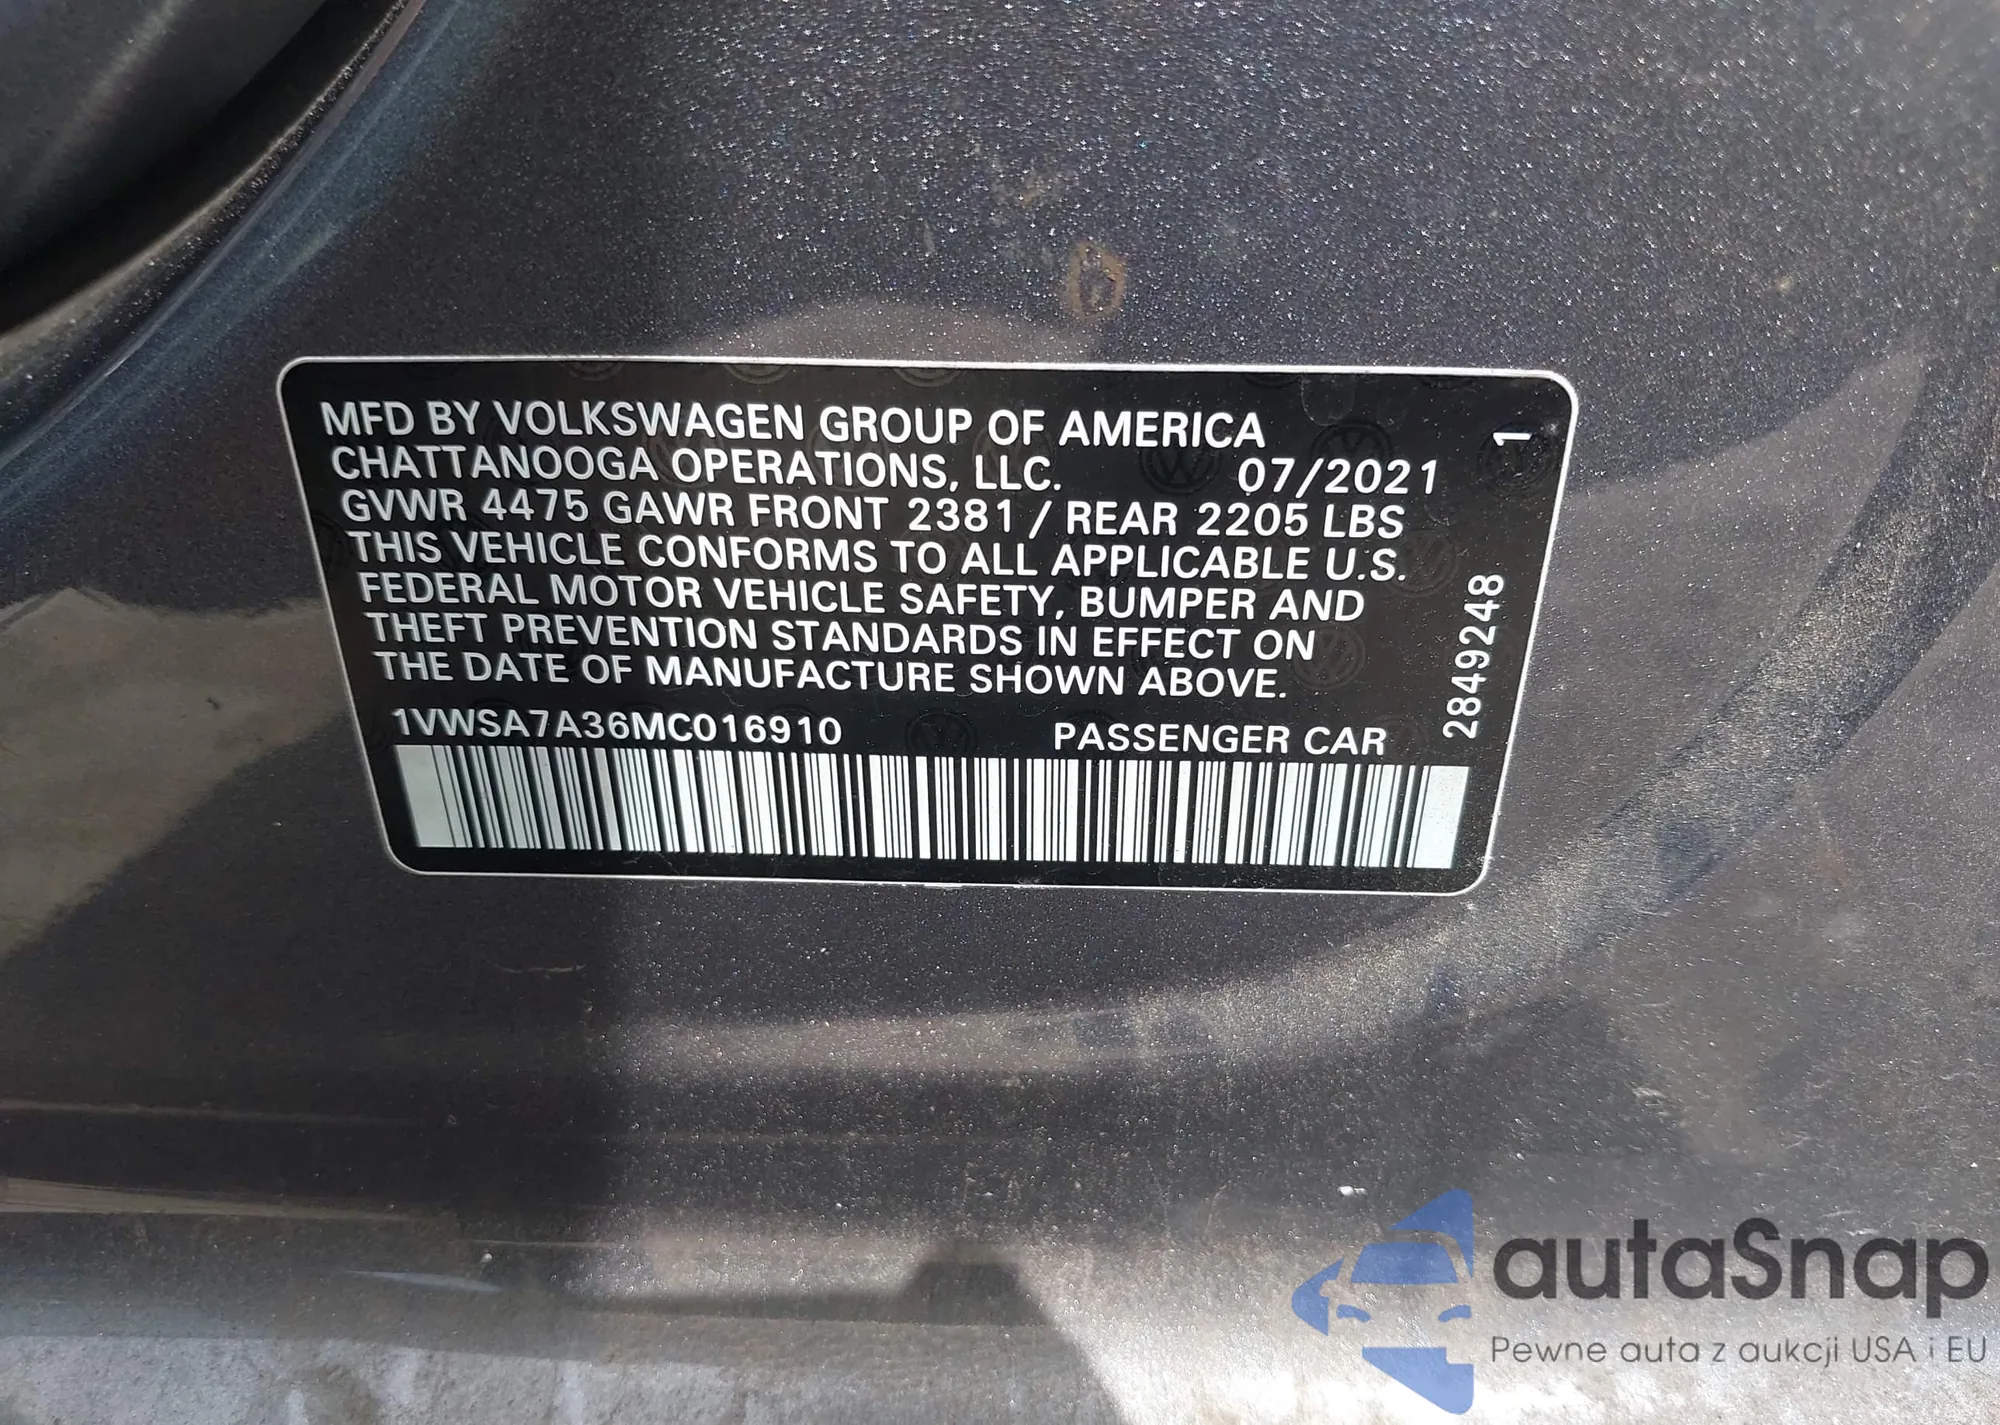 MFD BY VOLKSWAGEN GROUP OF AMERICA
CHATTANOOGA OPERATIONS, LLC. 07/2021
GVWR 4475 GAWR FRONT 2381 / REAR 2205 LBS
THIS VEHICLE CONFORMS TO ALL APPLICABLE U.S.
FEDERAL MOTOR VEHICLE SAFETY, BUMPER AND
THEFT PREVENTION STANDARDS IN EFFECT ON
THE DATE OF MANUFACTURE SHOWN ABOVE.
1VWSA7A36MC016910 PASSENGER CAR
2849248 1
autaSnap
Pewne auta z aukcji USA i EU